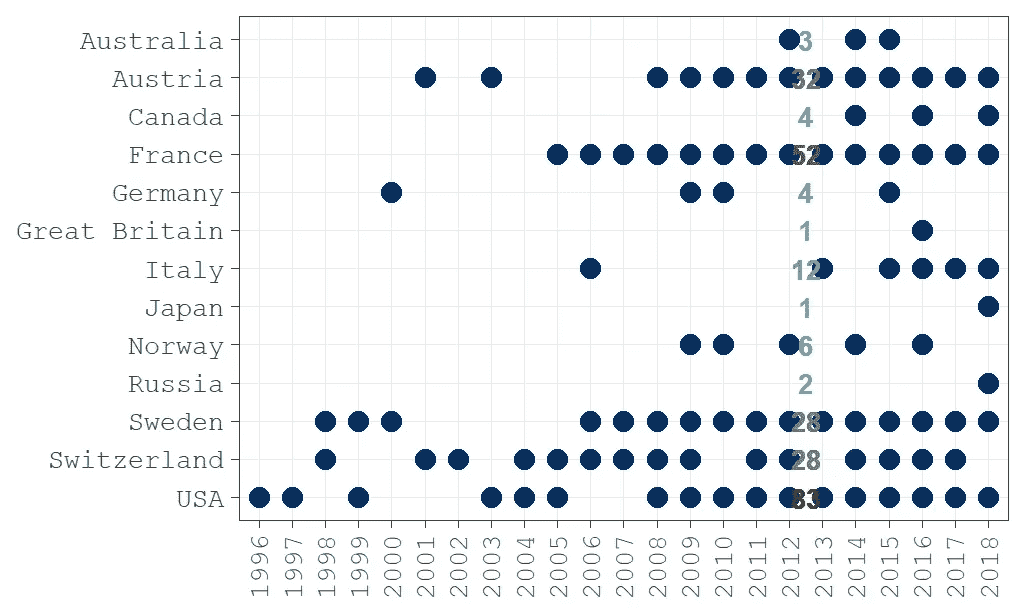 Australia 3
Austria 32
Canada 4
France 52
Germany 4
Great Britain 1
Italy 12
Japan 1
Norway 6
Russia 2
Sweden 28
Switzerland 28
USA
1996 1997 1998 1999 2000 2001 2002 2003 2004 2005 2006 2007 2008 2009 2010 2011 2012 2013 2014 2015 2016 2017 2018